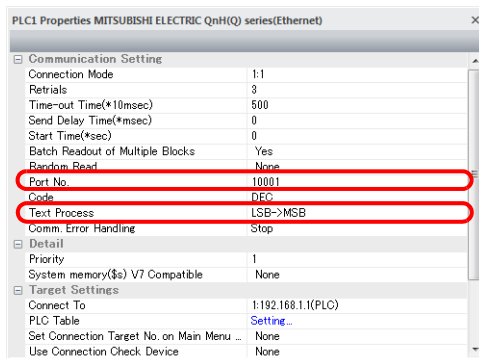 PLC1 Properties MITSUBISHI ELECTRIC QnH(Q) series(Ethernet)
Communication Setting
Connection Mode 1:1
Retrials 3
Time-out Time(*10msec) 500
Send Delay Time(*msec) 0
Start Time(*sec) 0
Batch Readout of Multiple Blocks Yes
Random Read None
Port No. 10001
Code DEC
Text Process LSB->MSB
Comm. Error Handling Stop
Detail
Priority 1
System memory($s) V7 Compatible None
Target Settings
Connect To 1:192.168.1.1(PLC)
PLC Table Setting...
Set Connection Target No. on Main Menu ... None
Use Connection Check Device None